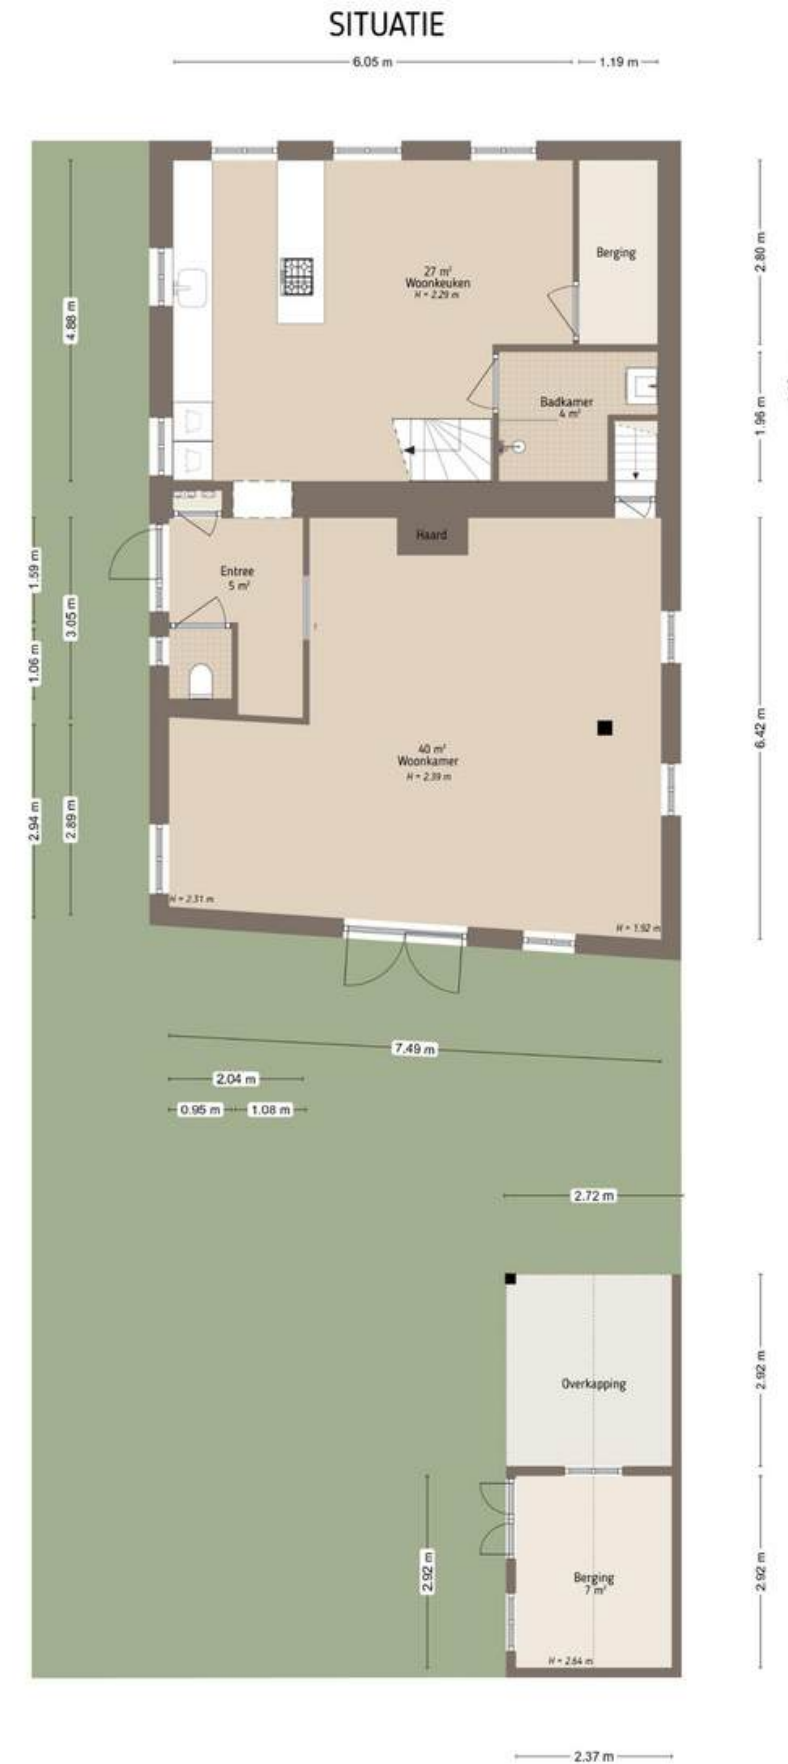 SITUATIE
6.05 m
1.19 m
2.80 m
Berging
27 m²
Woonkeuken
H = 2.29 m
4.88 m
Badkamer
4 m²
1.96 m
Haard
Entree
5 m²
1.59 m
3.05 m
1.06 m
6.42 m
40 m²
Woonkamer
H = 2.39 m
2.94 m
2.89 m
H = 2.31 m
H = 1.92 m
7.49 m
2.04 m
0.95 m
1.08 m
2.72 m
Overkapping
2.92 m
2.92 m
Berging
7 m²
2.92 m
H = 2.64 m
2.37 m